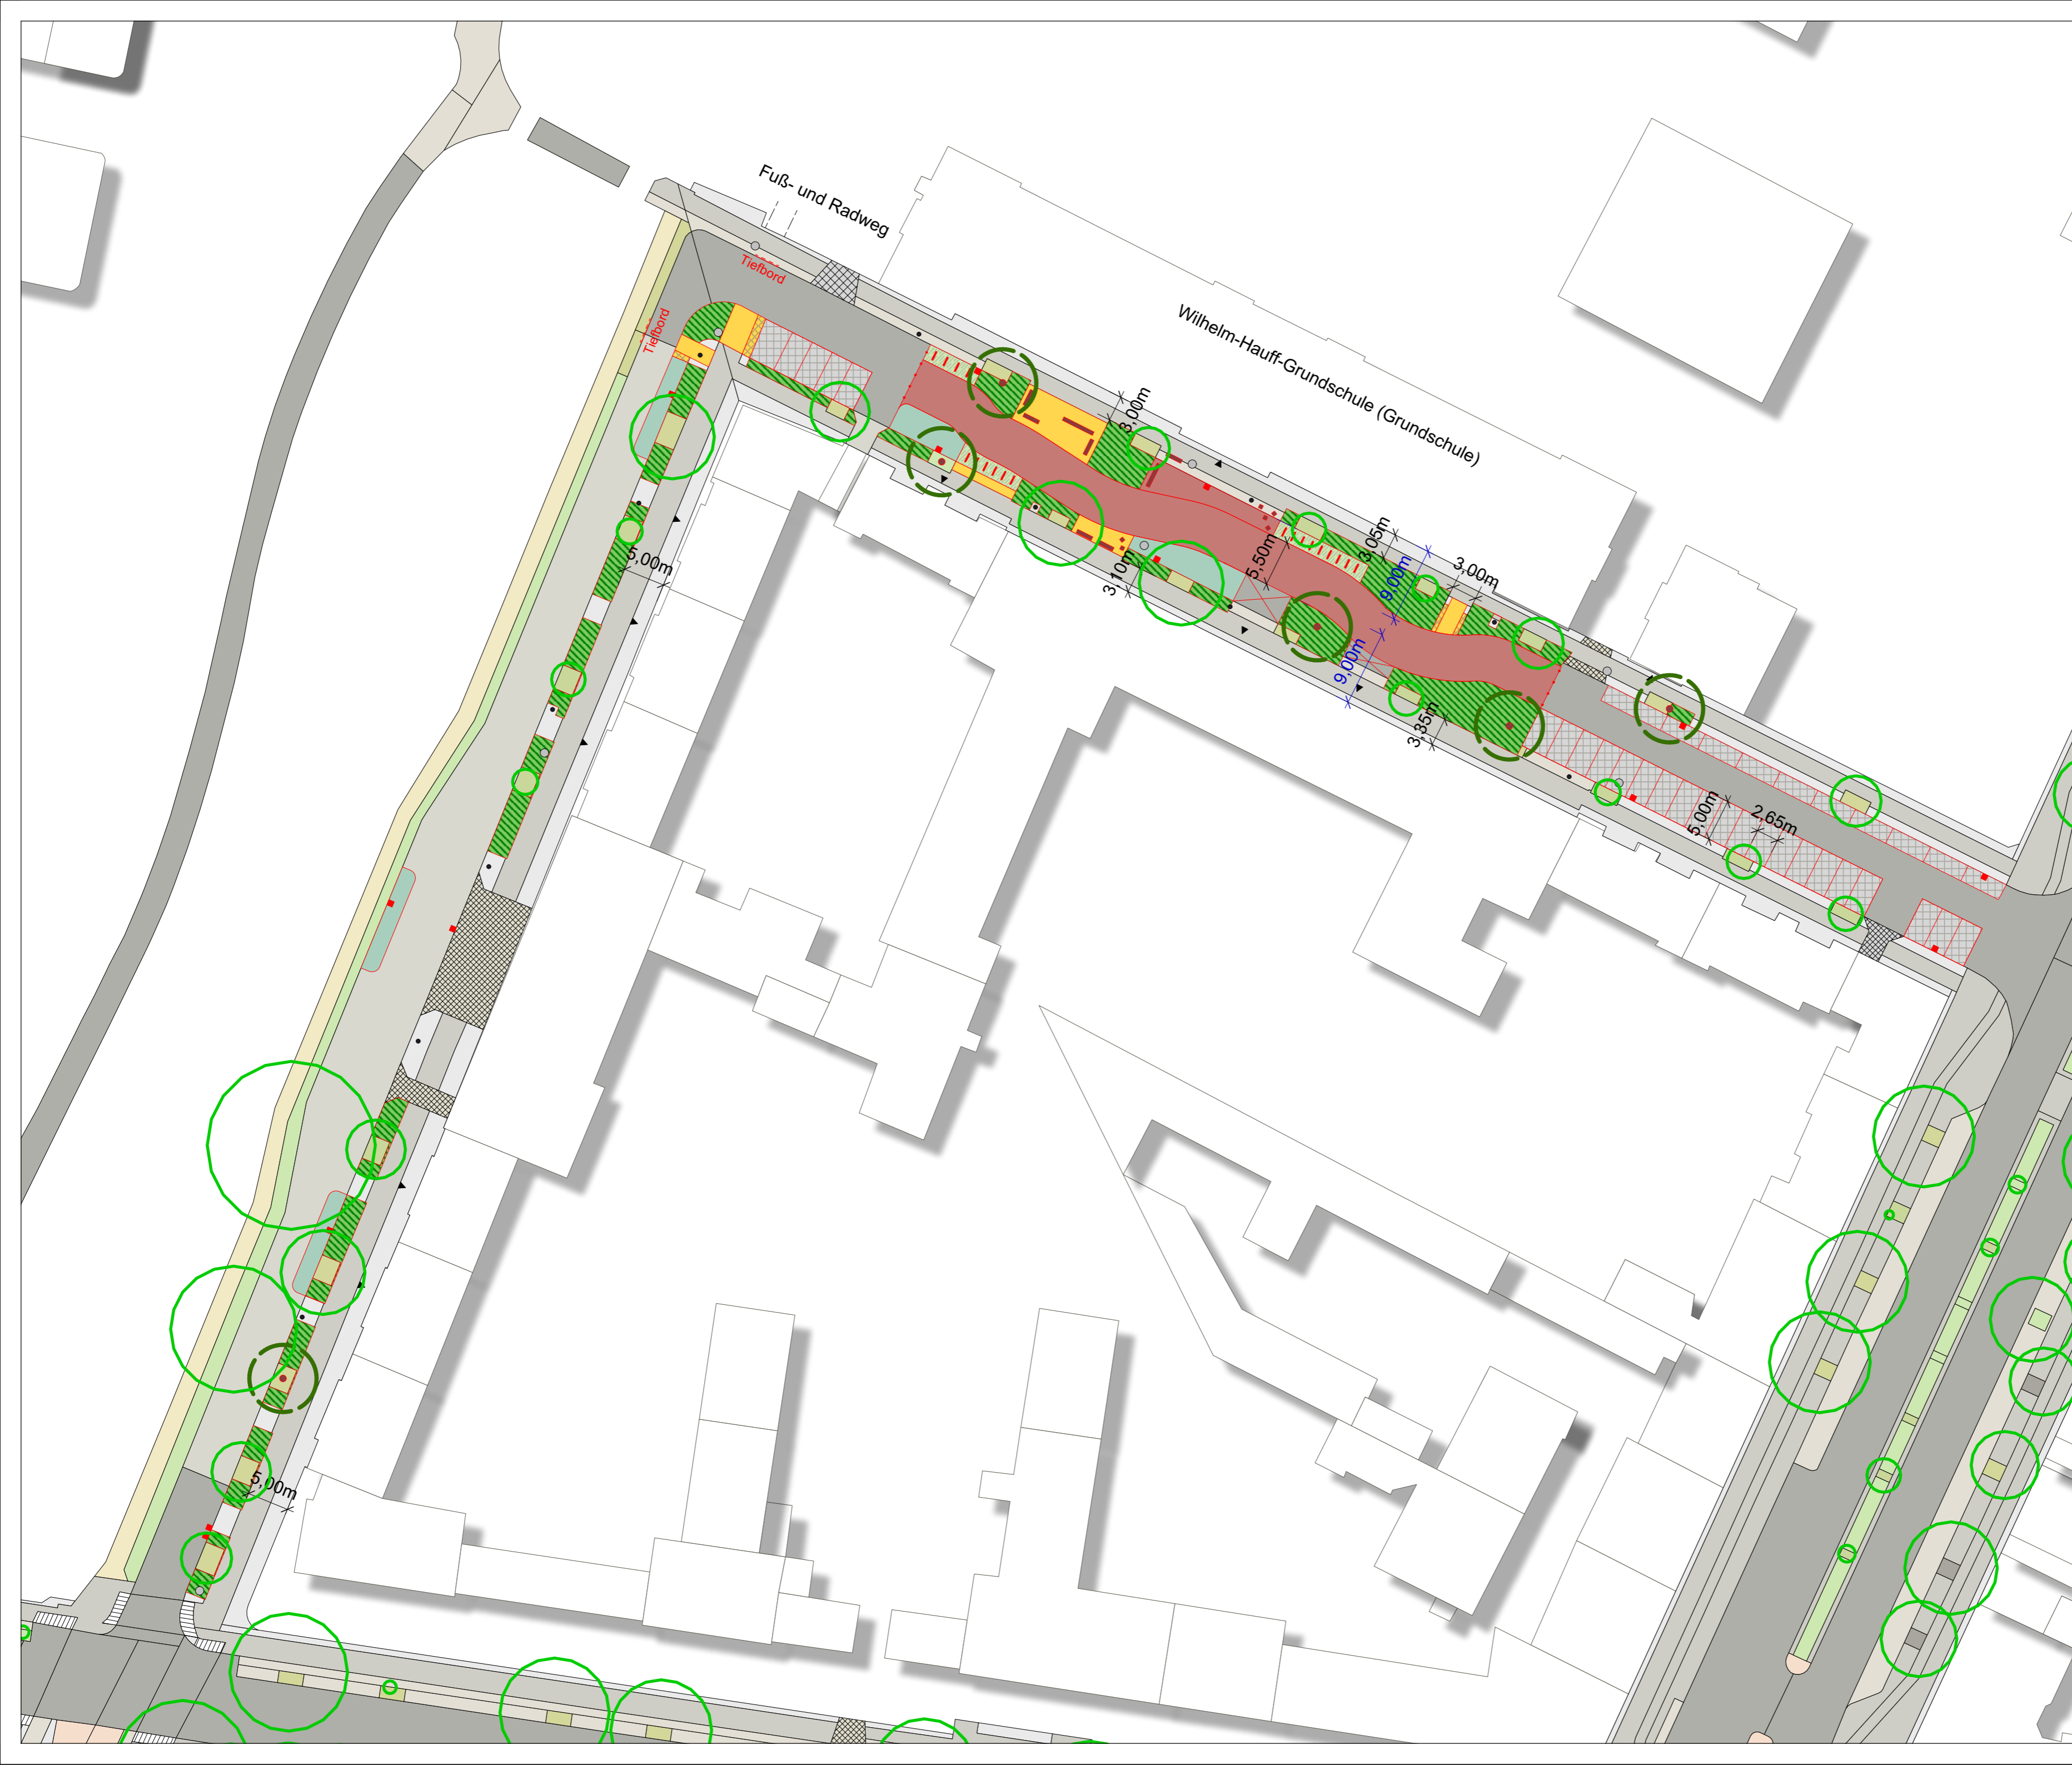 Fuß- und Radweg
Tiefbord
Tiefbord
Wilhelm-Hauff-Grundschule (Grundschule)
3,00m
5,00m
3,10m
5,50m
3,05m
9,00m
3,00m
9,00m
3,35m
5,00m
2,65m
5,00m